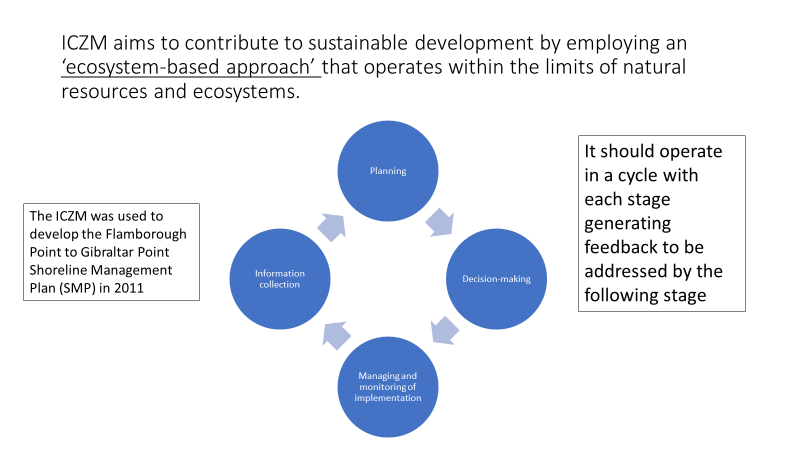 ICZM aims to contribute to sustainable development by employing an
‘ecosystem-based approach’ that operates within the limits of natural
resources and ecosystems.
Planning
Decision-making
Managing and
monitoring of
implementation
Information
collection
The ICZM was used to
develop the Flamborough
Point to Gibraltar Point
Shoreline Management
Plan (SMP) in 2011
It should operate
in a cycle with
each stage
generating
feedback to be
addressed by the
following stage